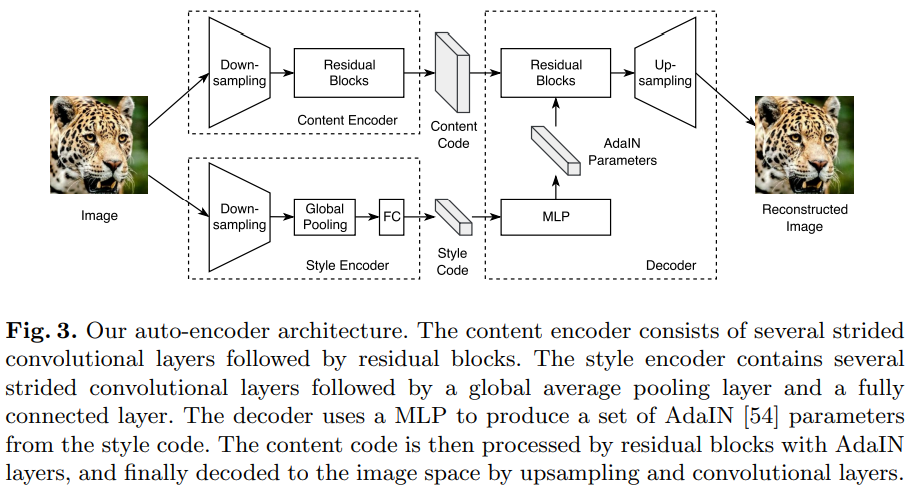 Down-
sampling
Residual
Blocks
Content Encoder
Content
Code
Residual
Blocks
Up-
sampling
AdaIN
Parameters
Image
Down-
sampling
Global
Pooling
FC
Style Encoder
Style
Code
MLP
Decoder
Reconstructed
Image
Fig. 3. Our auto-encoder architecture. The content encoder consists of several strided
convolutional layers followed by residual blocks. The style encoder contains several
strided convolutional layers followed by a global average pooling layer and a fully
connected layer. The decoder uses a MLP to produce a set of AdaIN [54] parameters
from the style code. The content code is then processed by residual blocks with AdaIN
layers, and finally decoded to the image space by upsampling and convolutional layers.